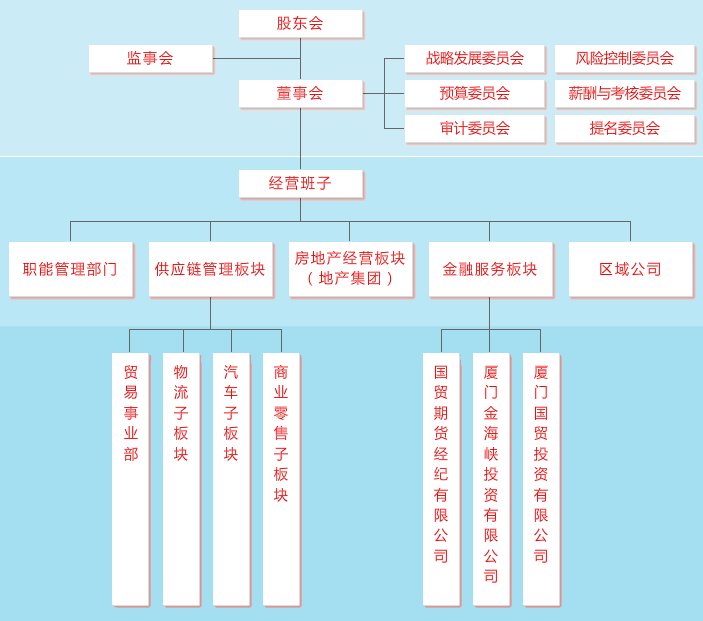 股东会
监事会
董事会
战略发展委员会
风险控制委员会
预算委员会
薪酬与考核委员会
审计委员会
提名委员会
经营班子
职能管理部门
供应链管理板块
房地产经营板块
（地产集团）
金融服务板块
区域公司
贸易事业部
物流子板块
汽车子板块
商业零售子板块
国贸期货经纪有限公司
厦门金海峡投资有限公司
厦门国贸投资有限公司